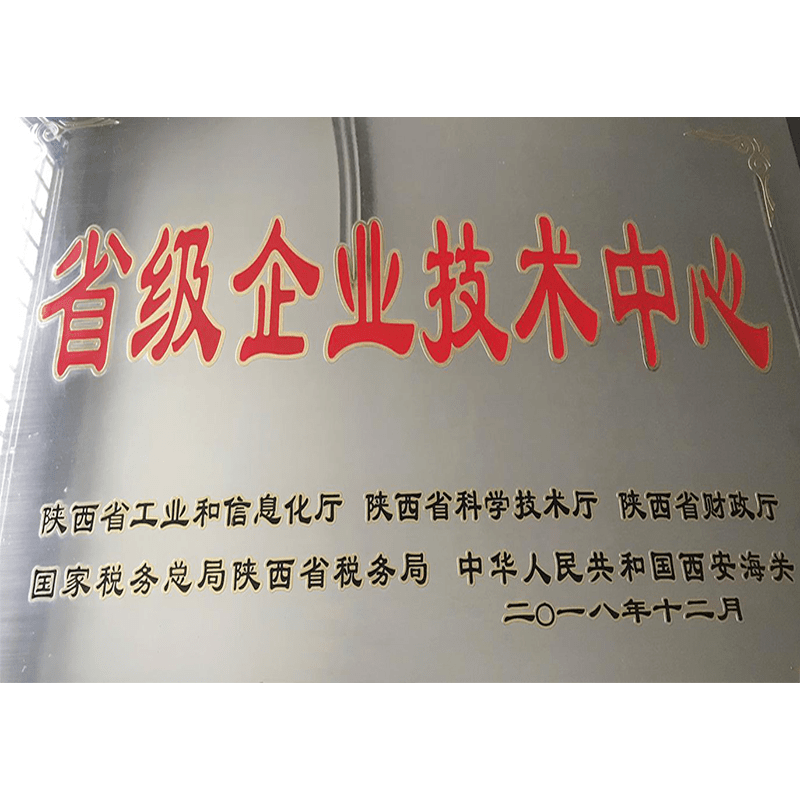 省级企业技术中心
陕西省工业和信息化厅 陕西省科学技术厅 陕西省财政厅
国家税务总局陕西省税务局 中华人民共和国西安海关
二〇一八年十二月